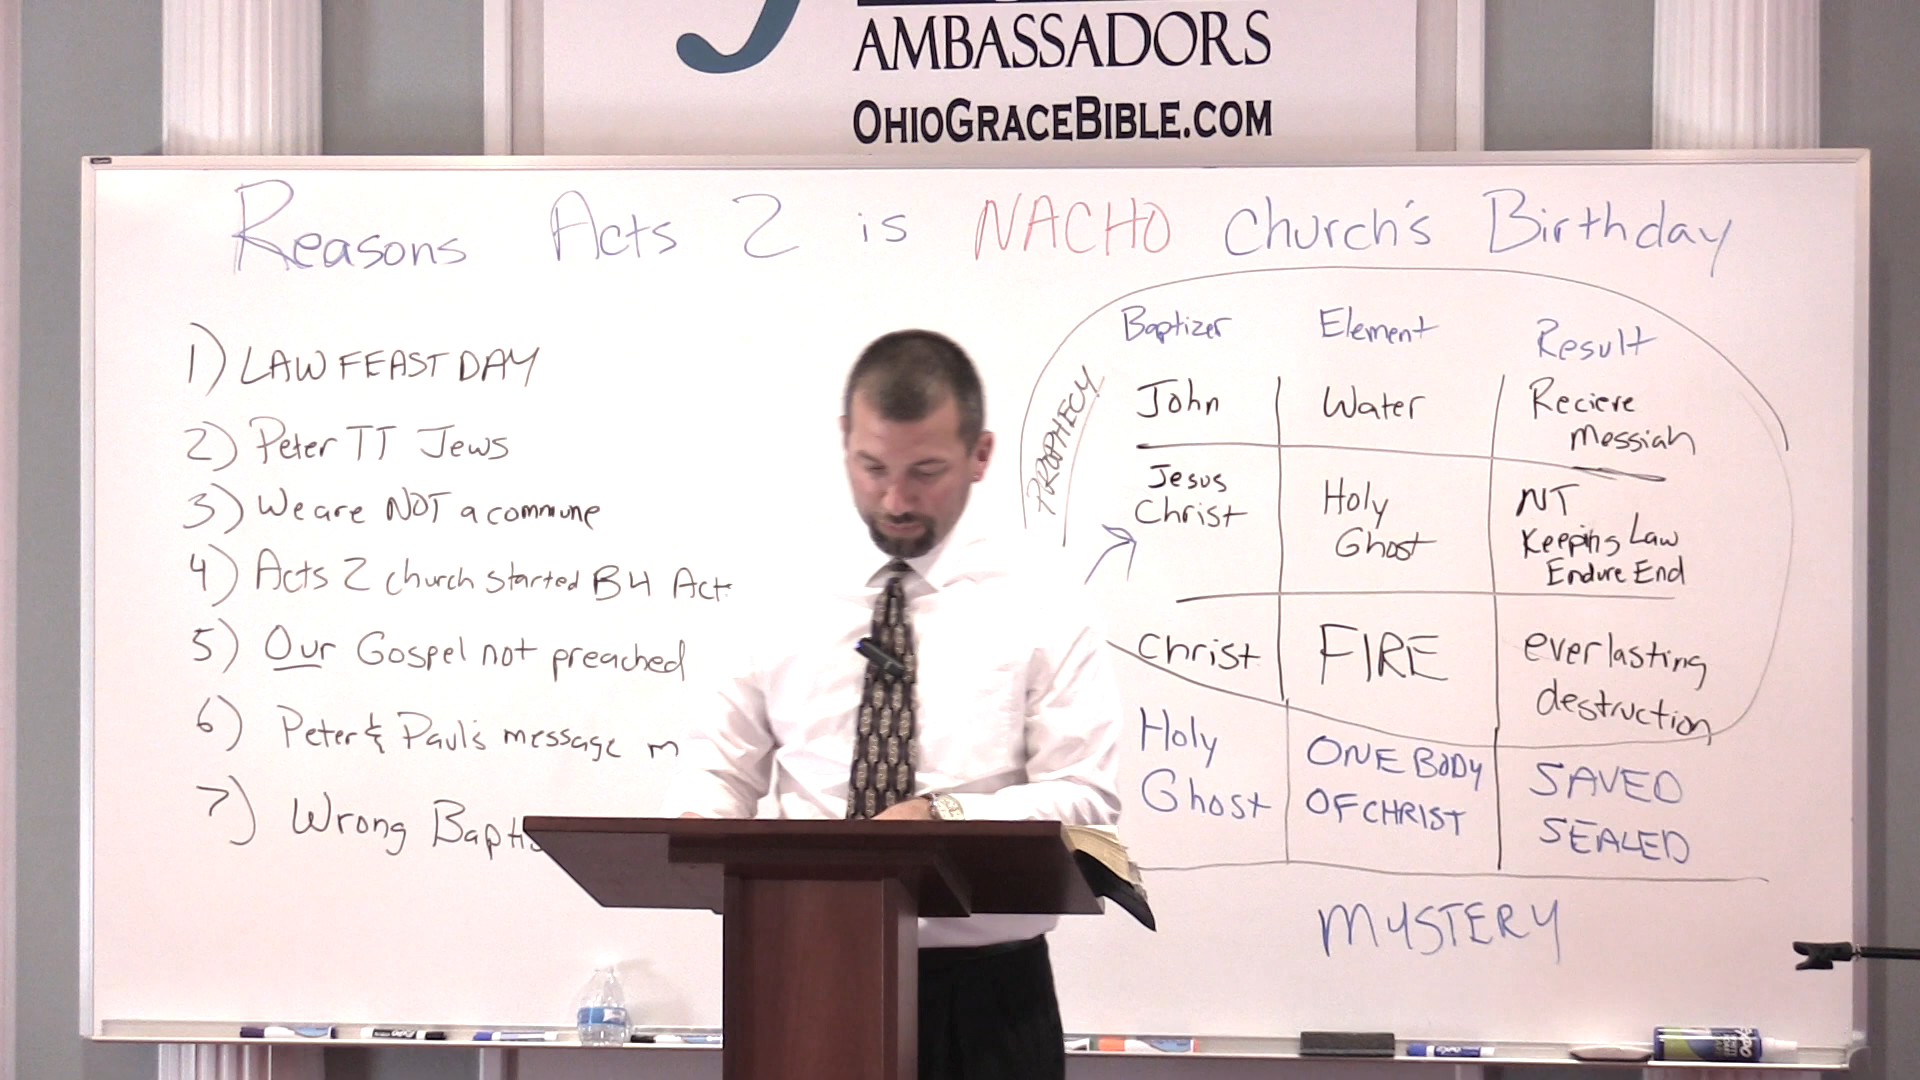 AMBASSADORS
OHIOGRACEBIBLE.COM
Reasons Acts 2 is NACHO Church's Birthday
1) LAW FEAST DAY
2) Peter TT Jews
3) We are NOT a commune
4) Acts 2 church started B4 Act
5) Our Gospel not preached
6) Peter & Paul's message m
7) Wrong Baptis
PROPHECY
Baptizer Element Result
John Water Reciere
Messiah
Jesus
Christ
Holy
Ghost
NT
Keeping Law
Endure End
Christ FIRE everlasting
destruction
Holy
Ghost
ONE BODY
OF CHRIST
SAVED
SEALED
MYSTERY
EXPO